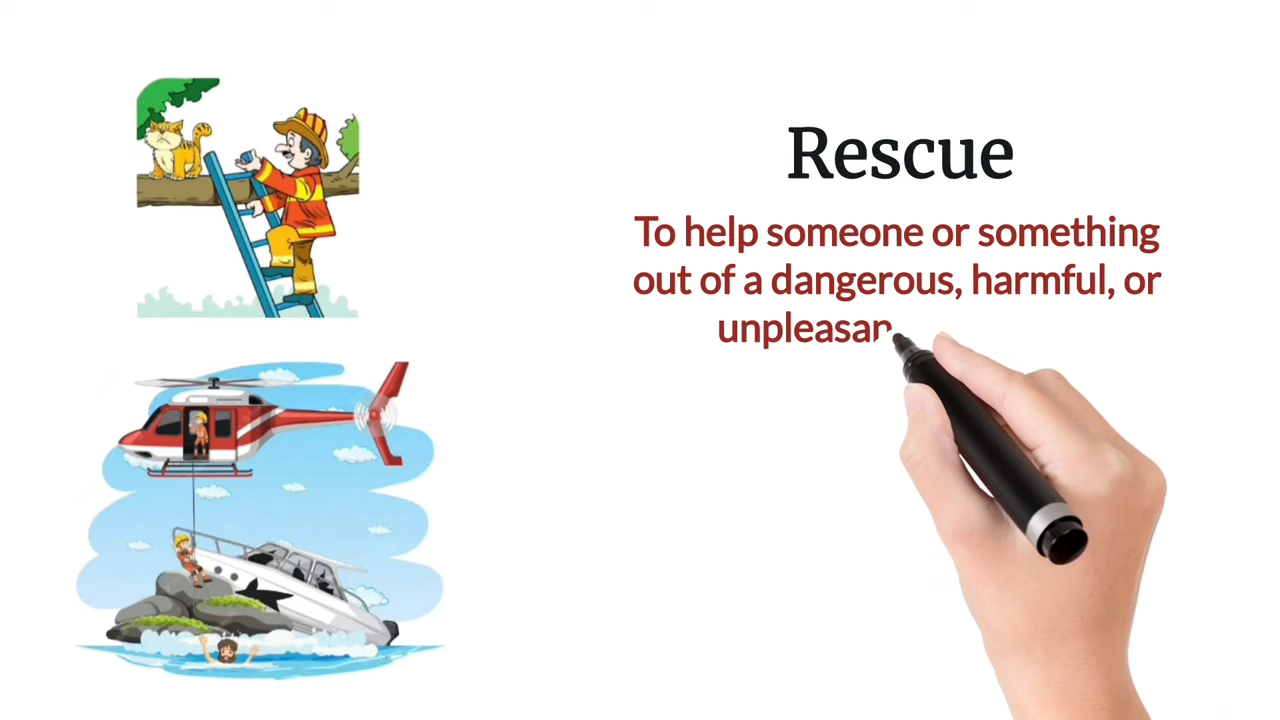 Rescue
To help someone or something
out of a dangerous, harmful, or
unpleasan